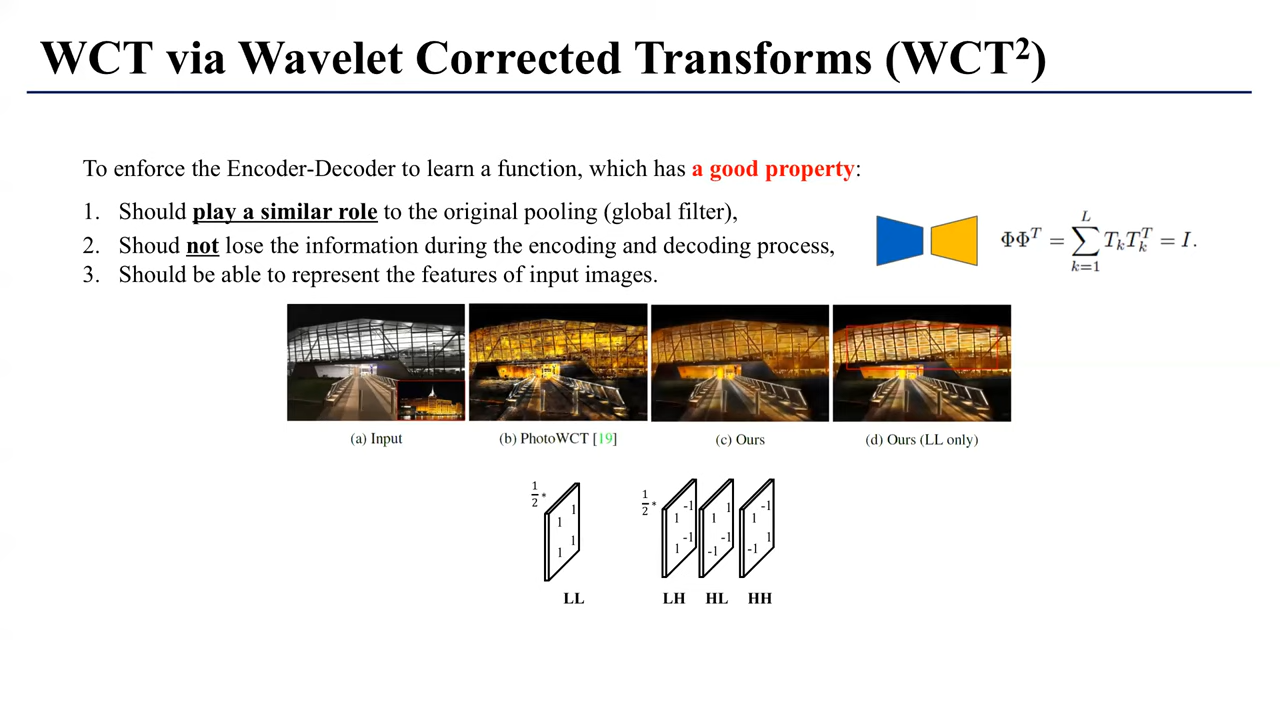 WCT via Wavelet Corrected Transforms (WCT²)
To enforce the Encoder-Decoder to learn a function, which has a good property:
1. Should play a similar role to the original pooling (global filter),
2. Shoud not lose the information during the encoding and decoding process,
3. Should be able to represent the features of input images.
ΦΦᵀ = ∑_{k=1}^{L} T_k T_k^T = I.
(a) Input
(b) PhotoWCT [19]
(c) Ours
(d) Ours (LL only)
1/2 *
1 1
1 1
1/2 *
1 -1
1 -1
1 1
-1 -1
1 -1
-1 1
LL
LH HL HH